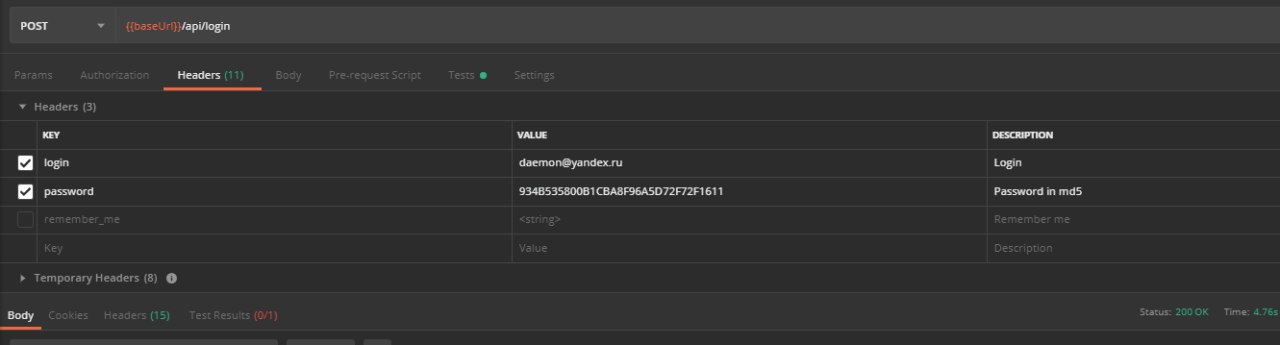 POST {{baseUrl}}/api/login
Params Authorization Headers (11) Body Pre-request Script Tests Settings
Headers (3)
KEY VALUE DESCRIPTION
login daemon@yandex.ru Login
password 934B535800B1CBA8F96A5D72F72F1611 Password in md5
remember_me <string> Remember me
Key Value Description
Temporary Headers (8)
Body Cookies Headers (15) Test Results (0/1) Status: 200 OK Time: 4.76s